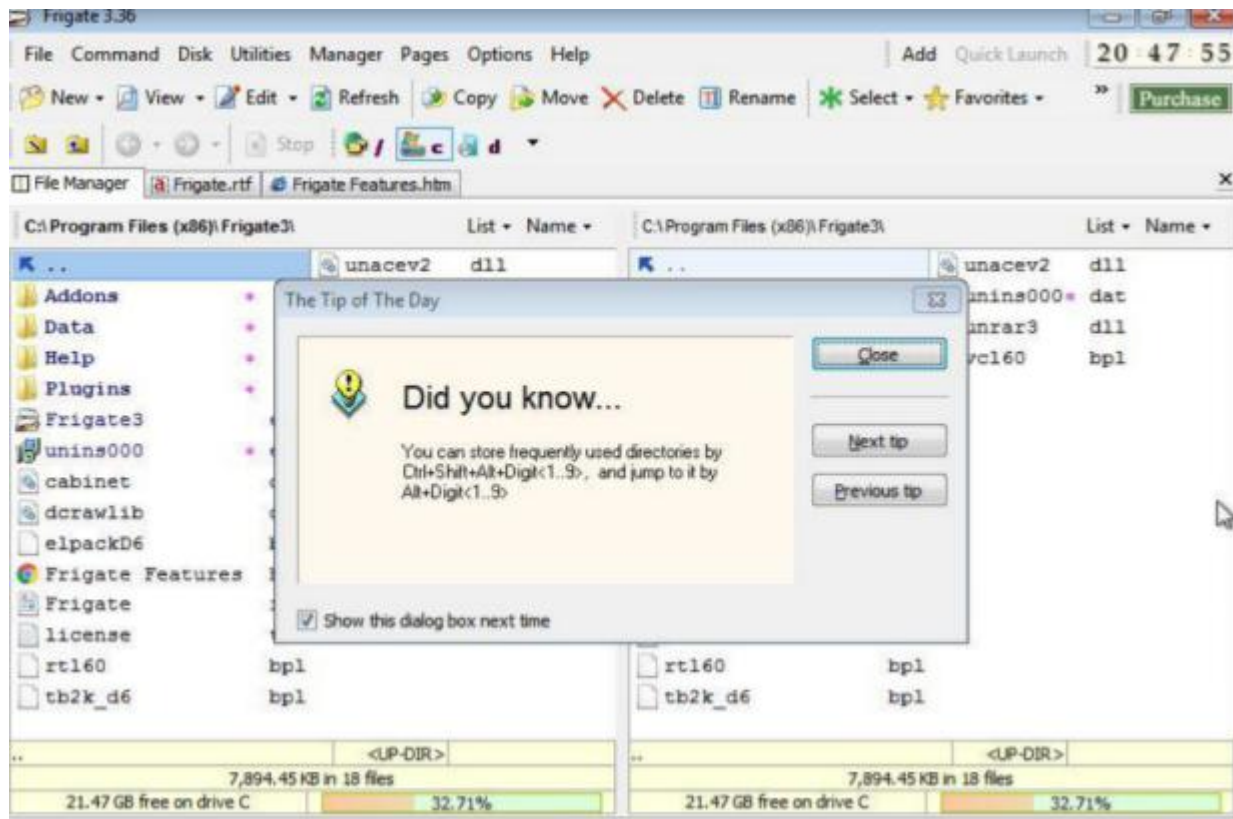 Frigate 3.36
File Command Disk Utilities Manager Pages Options Help Add Quick Launch 20:47:55
New View Edit Refresh Copy Move Delete Rename Select Favorites » Purchase
Stop / c d
File Manager Frigate.rtf Frigate Features.htm
C:\Program Files (x86)\Frigate3\ List Name C:\Program Files (x86)\Frigate3\ List Name
.. unacev2 dll .. unacev2 dll
Addons The Tip of The Day unins000 dat
Data unrar3 dll
Help Close vcl60 bpl
Plugins Did you know...
Frigate3
unins000 You can store frequently used directories by Next tip
cabinet Ctrl+Shift+Alt+Digit<1..9>, and jump to it by
dcrawlib Alt+Digit<1..9> Previous tip
elpackD6
Frigate Features
Frigate Show this dialog box next time
license
rtl60 bpl rtl60 bpl
tb2k_d6 bpl tb2k_d6 bpl
.. <UP-DIR> .. <UP-DIR>
7,894.45 KB in 18 files 7,894.45 KB in 18 files
21.47 GB free on drive C 32.71% 21.47 GB free on drive C 32.71%